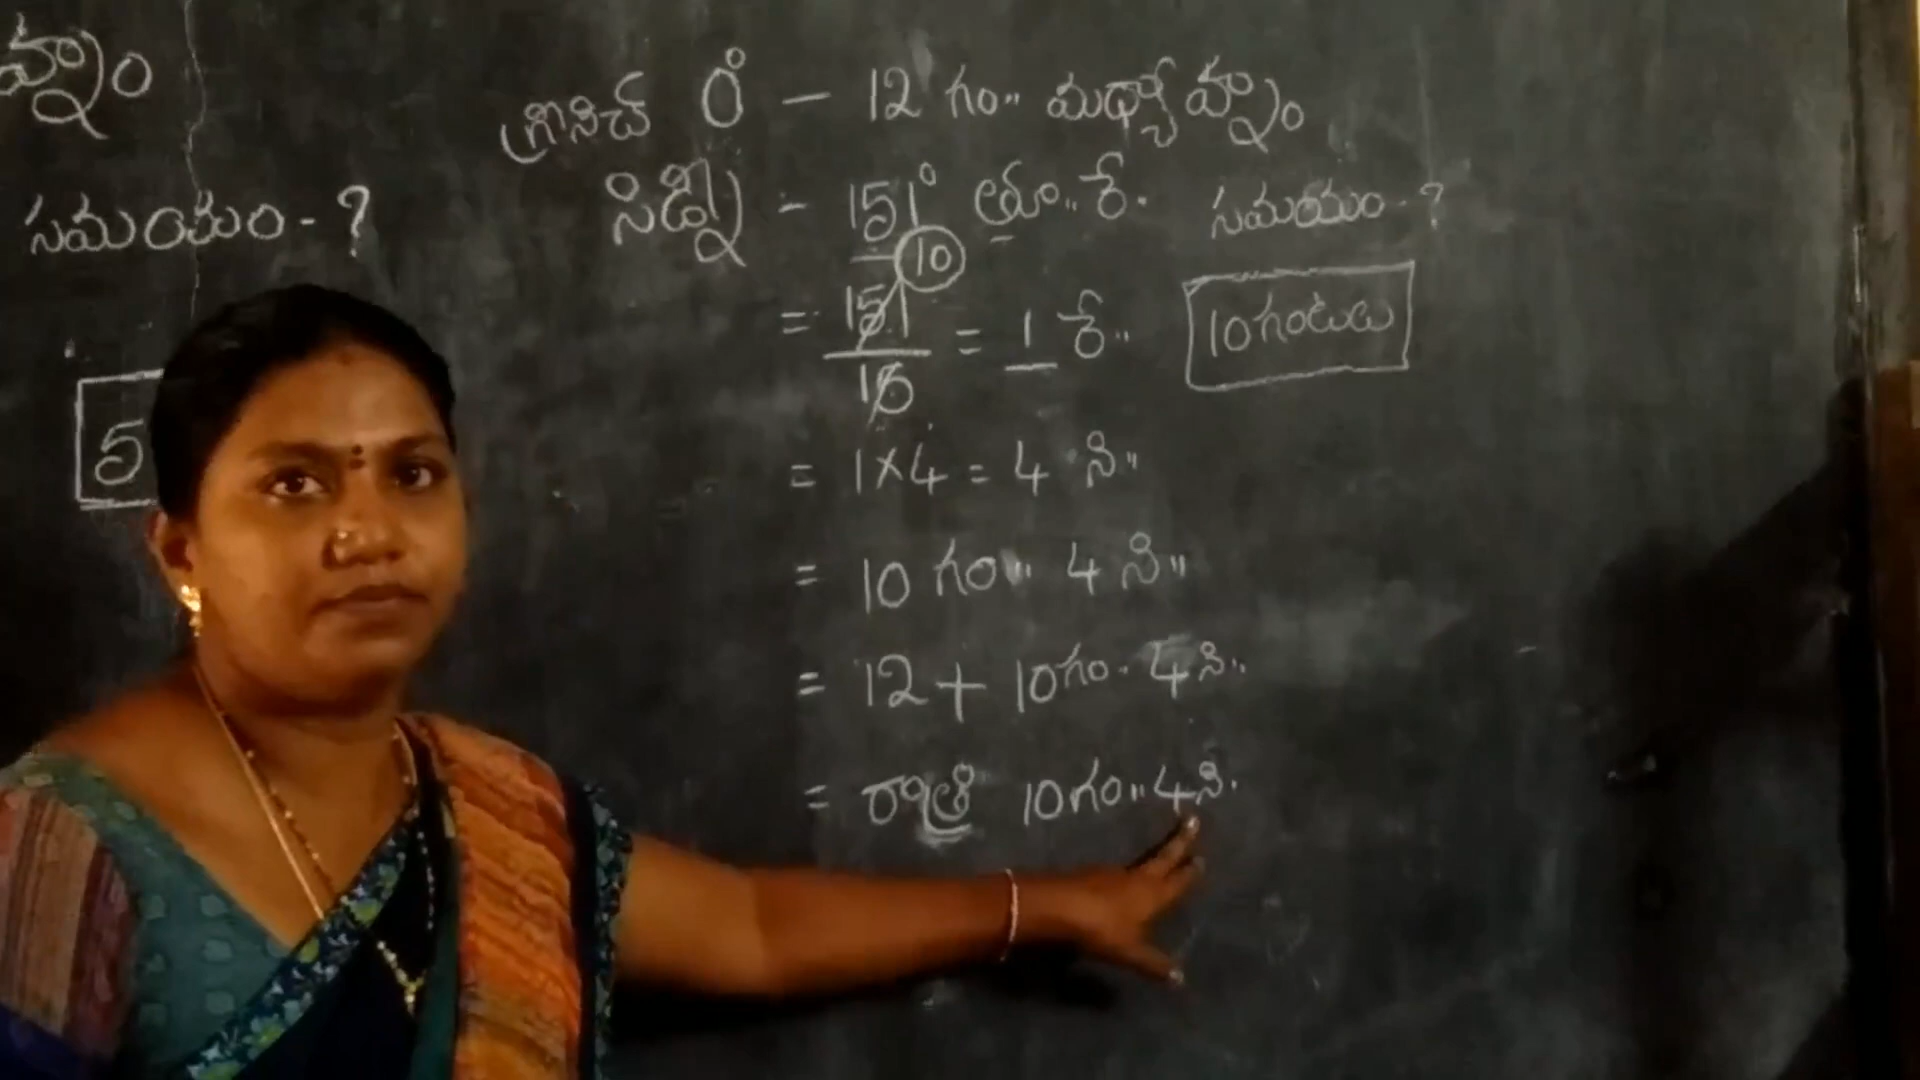 హ్నాం
సమయం - ?
5
గ్రీనిచ్ 0° - 12 గం॥ మధ్యాహ్నాం
సిడ్నీ - 151° తూ॥ రే. సమయం - ?
10
= 151/15 = 1 రే॥ 10 గంటలు
= 1×4 = 4 ని॥
= 10 గం॥ 4 ని॥
= 12 + 10 గం. 4 ని॥
= రాత్రి 10 గం॥ 4 ని.